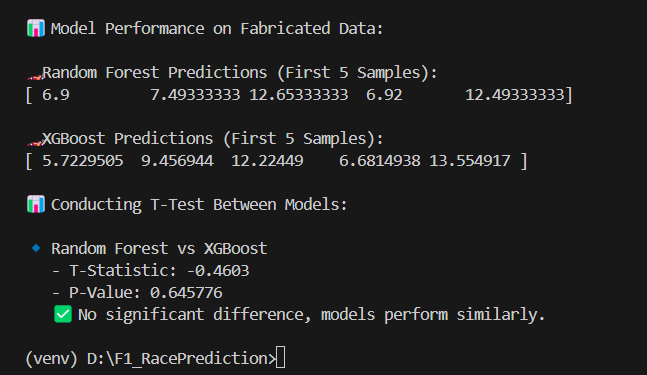 📊 Model Performance on Fabricated Data:
🏎️Random Forest Predictions (First 5 Samples):
[ 6.9         7.49333333 12.65333333  6.92       12.49333333]
🏎️XGBoost Predictions (First 5 Samples):
[ 5.7229505  9.456944  12.22449    6.6814938 13.554917 ]
📊 Conducting T-Test Between Models:
🔹 Random Forest vs XGBoost
- T-Statistic: -0.4603
- P-Value: 0.645776
✅ No significant difference, models perform similarly.
(venv) D:\F1_RacePrediction>